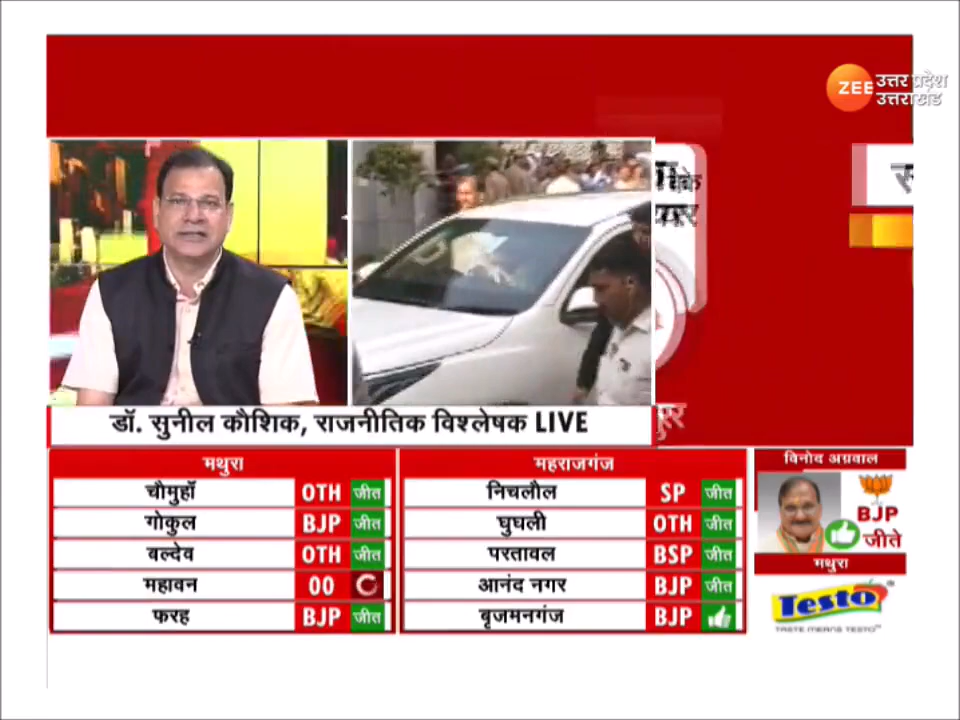 ZEE उत्तर प्रदेश
उत्तराखंड
डॉ. सुनील कौशिक, राजनीतिक विश्लेषक LIVE
मथुरा
चौमुहाँ OTH जीत
गोकुल BJP जीत
बल्देव OTH जीत
महावन 00
फरह BJP जीत
महराजगंज
निचलौल SP जीत
घुघली OTH जीत
परतावल BSP जीत
आनंद नगर BJP जीत
बृजमनगंज BJP
विनोद अग्रवाल
BJP
जीते
मथुरा
Testo
TASTE MEANS TESTO